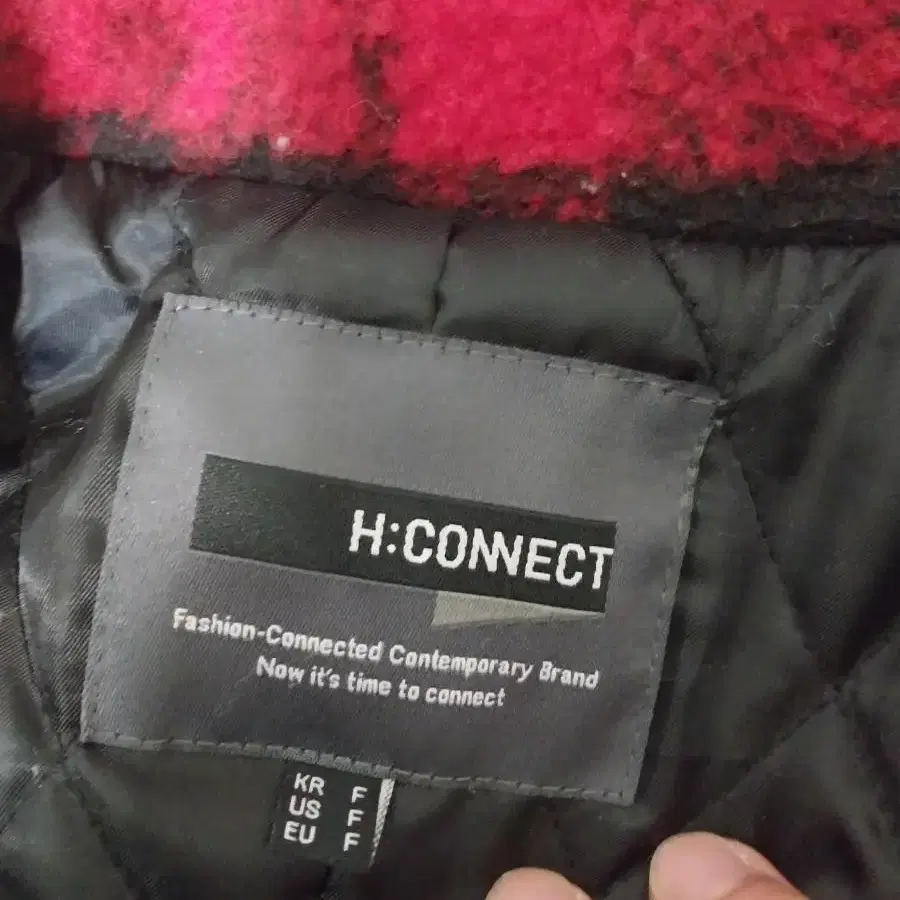 H:CONNECT
Fashion-Connected Contemporary Brand
Now it's time to connect
KR F
US F
EU F